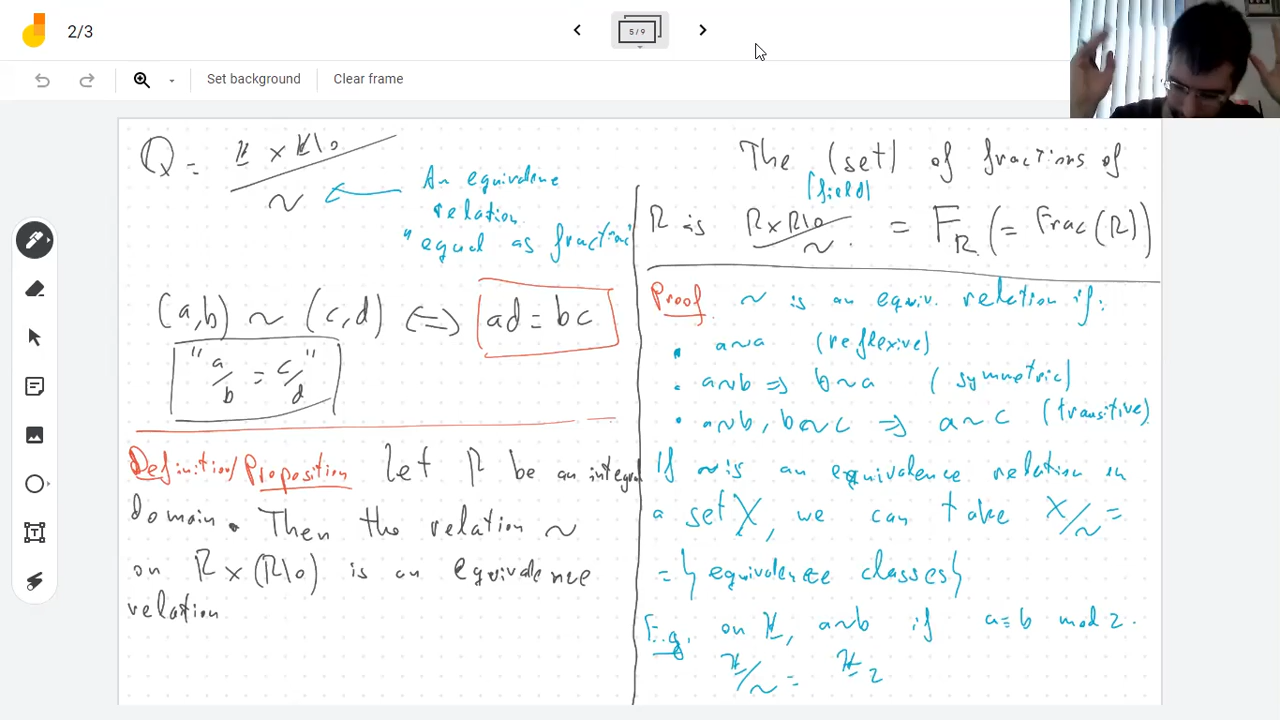 2/3
5/9
Set background
Clear frame
Q = Z × Z\0 / ~
An equivalence
relation
"equal as fractions"
(a,b) ~ (c,d) <=> ad = bc
"a/b = c/d"
Definition/Proposition Let R be an integral
domain. Then the relation ~
on R × (R\0) is an equivalence
relation
The (set) of fractions of
(field)
R is R×R\0 / ~ = F_R (= Frac(R))
Proof ~ is an equiv. relation if:
• a~a (reflexive)
• a~b => b~a (symmetric)
• a~b, b~c => a~c (transitive)
If ~ is an equivalence relation in
a set X, we can take X/~ =
= { equivalence classes}
E.g. on Z, a~b if a≡b mod 2.
Z/~ = Z_2